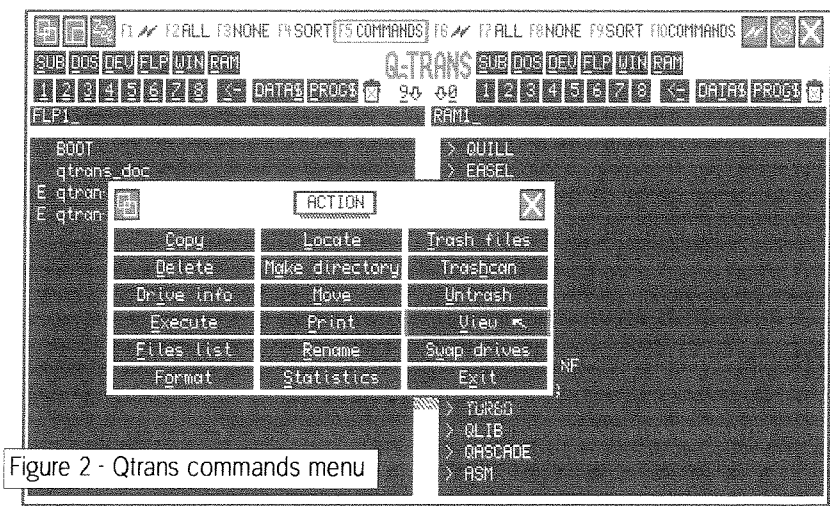 F1 F2ALL F3NONE F4SORT F5 COMMANDS F6 F7ALL F8NONE F9SORT F10COMMANDS
SUB DOS DEV FLP WIN RAM
Q-TRANS
SUB DOS DEV FLP WIN RAM
1 2 3 4 5 6 7 8 <- DATA$ PROG$
9 0
1 2 3 4 5 6 7 8 <- DATA$ PROG$
FLP1_
RAM1_
BOOT
qtrans_doc
E qtran
E qtran
> QUILL
> EASEL
ACTION
Copy Locate Trash files
Delete Make directory Trashcan
Drive info Move Untrash
Execute Print View
Files list Rename Swap drives
Format Statistics Exit
NF
> TURBO
> QLIB
> QASCADE
> ASM
Figure 2 - Qtrans commands menu